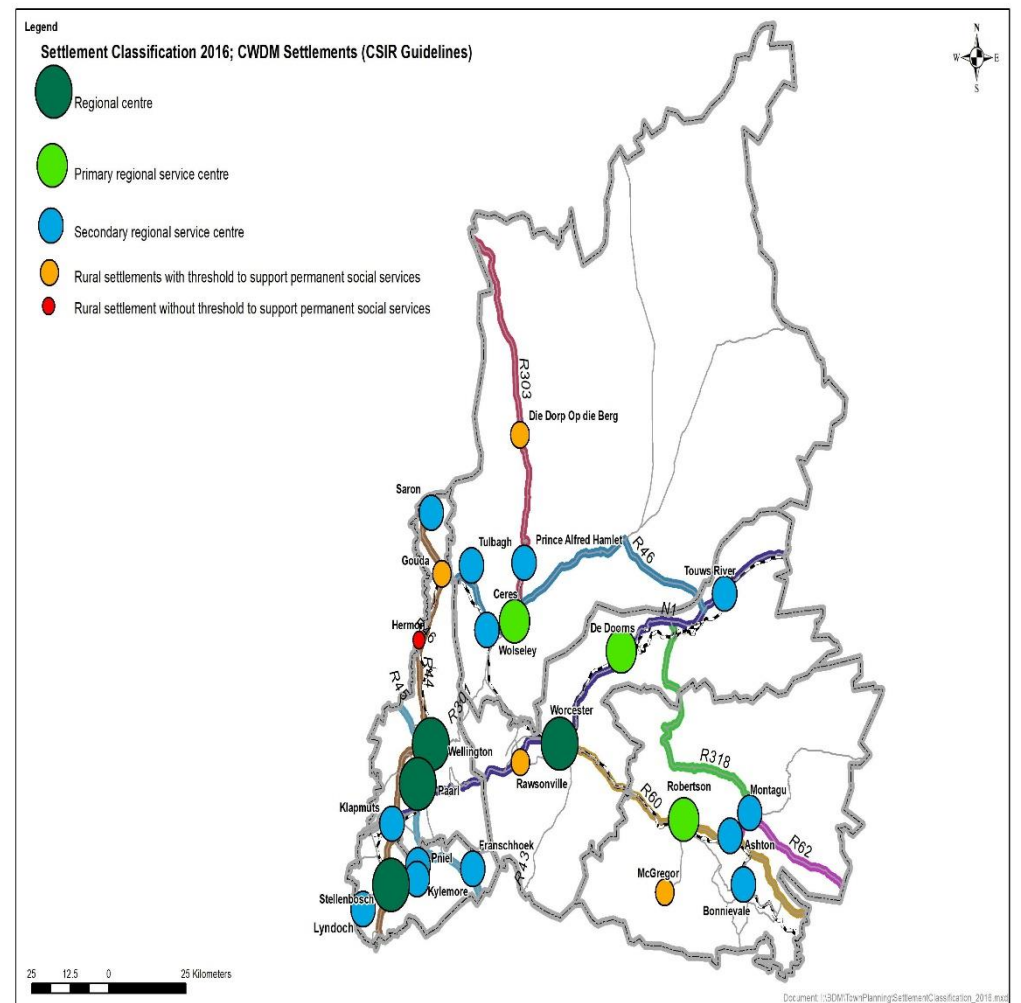 Legend
Settlement Classification 2016; CWDM Settlements (CSIR Guidelines)
N
W E
S
Regional centre
Primary regional service centre
Secondary regional service centre
Rural settlements with threshold to support permanent social services
Rural settlement without threshold to support permanent social services
R303
Die Dorp Op die Berg
Saron
Tulbagh
Prince Alfred Hamlet
R46
Gouda
Touws River
Ceres
N1
Hermon
De Doorns
Wolseley
R44
R301
Worcester
Wellington
R318
Rawsonville
Paarl
R60
Robertson
Montagu
Klapmuts
R62
Ashton
Pniel
Franschhoek
R43
McGregor
Kylemore
Stellenbosch
Bonnievale
Lyndoch
25 12.5 0 25 Kilometers